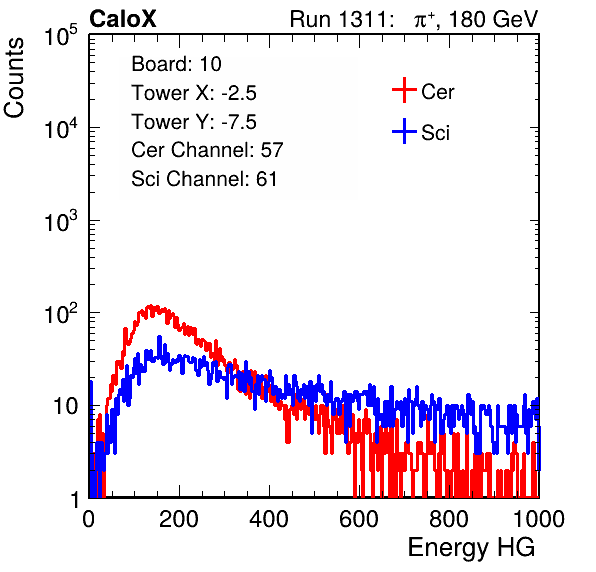 CaloX Run 1311: π⁺, 180 GeV
Counts
10⁵
10⁴
10³
10²
10
1
Board: 10
Tower X: -2.5
Tower Y: -7.5
Cer Channel: 57
Sci Channel: 61
Cer
Sci
0 200 400 600 800 1000
Energy HG